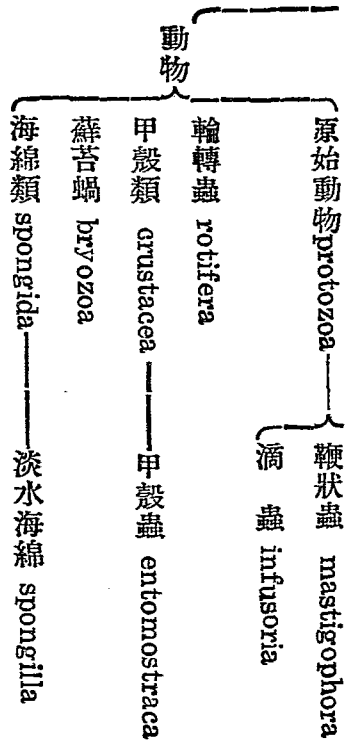 動物
原始動物 protozoa
鞭狀蟲 mastigophora
滴蟲 infusoria
輪轉蟲 rotifera
甲殼類 crustacea
甲殼蟲 entomostraca
蘚苔蝸 bryozoa
海綿類 spongida
淡水海綿 spongilla